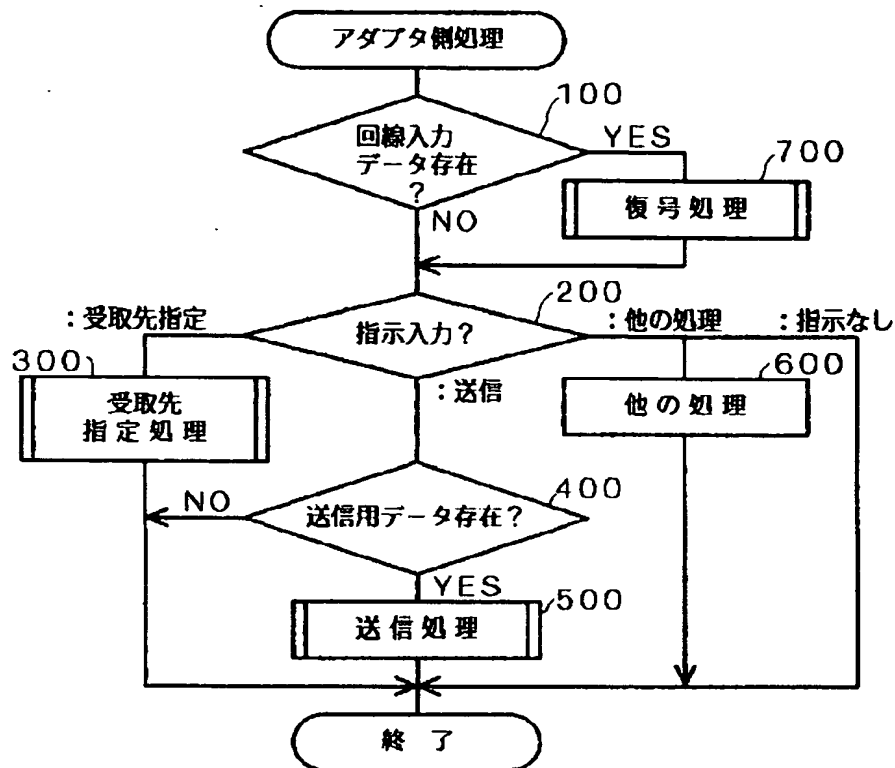 アダプタ側処理
100
回線入力
データ存在
?
YES
700
復号処理
NO
200
:受取先指定
指示入力?
:他の処理
:指示なし
300
受取先
指定処理
:送信
600
他の処理
400
NO
送信用データ存在?
YES
500
送信処理
終了